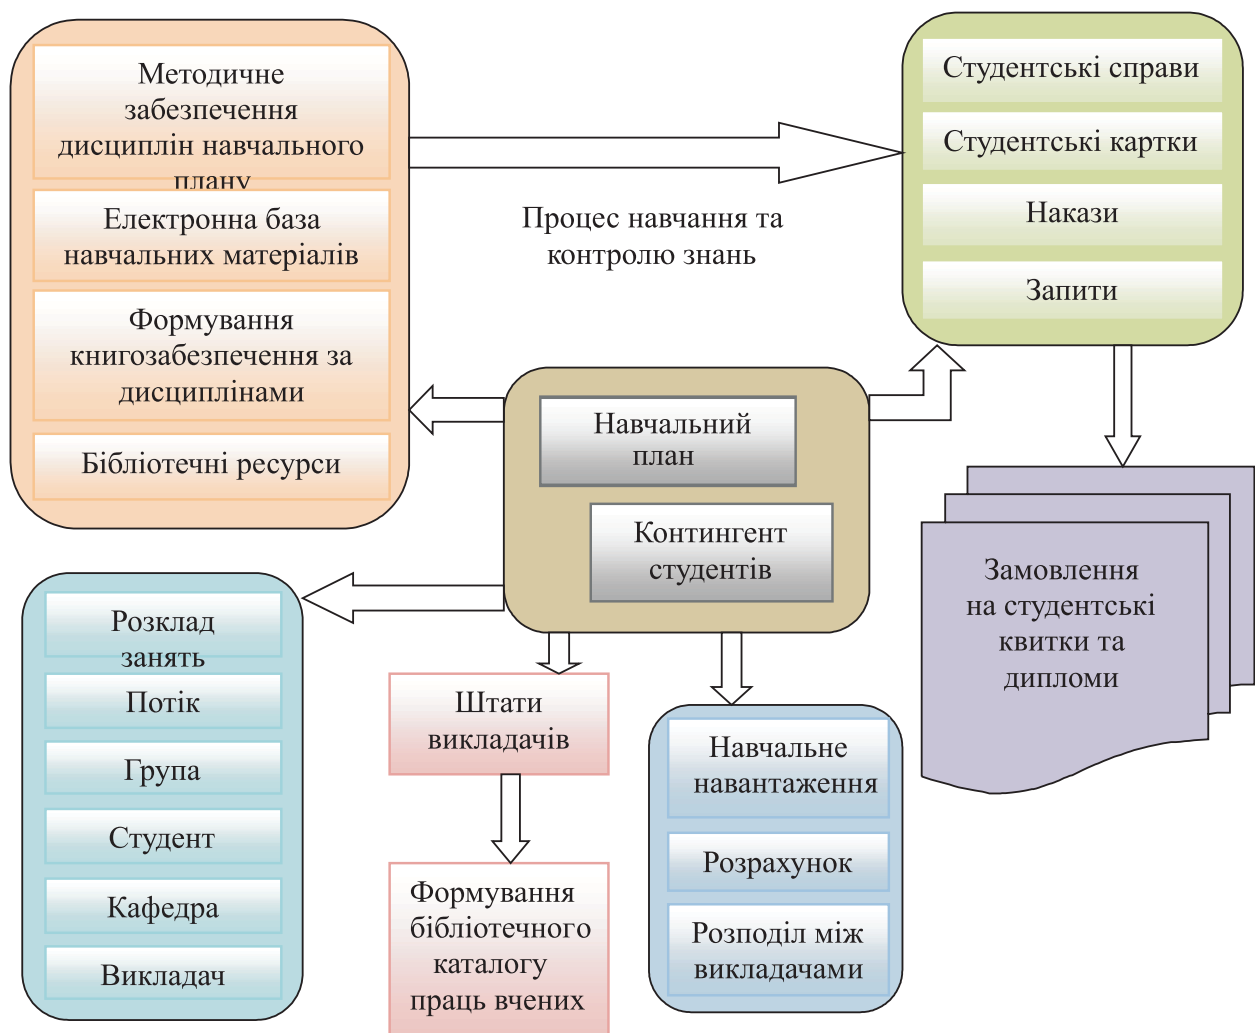 Методичне
забезпечення
дисциплін навчального
плану
Електронна база
навчальних матеріалів
Формування
книгозабезпечення за
дисциплінами
Бібліотечні ресурси
Процес навчання та
контролю знань
Студентські справи
Студентські картки
Накази
Запити
Навчальний
план
Контингент
студентів
Замовлення
на студентські
квитки та
дипломи
Розклад
занять
Потік
Група
Студент
Кафедра
Викладач
Штати
викладачів
Формування
бібліотечного
каталогу
праць вчених
Навчальне
навантаження
Розрахунок
Розподіл між
викладачами